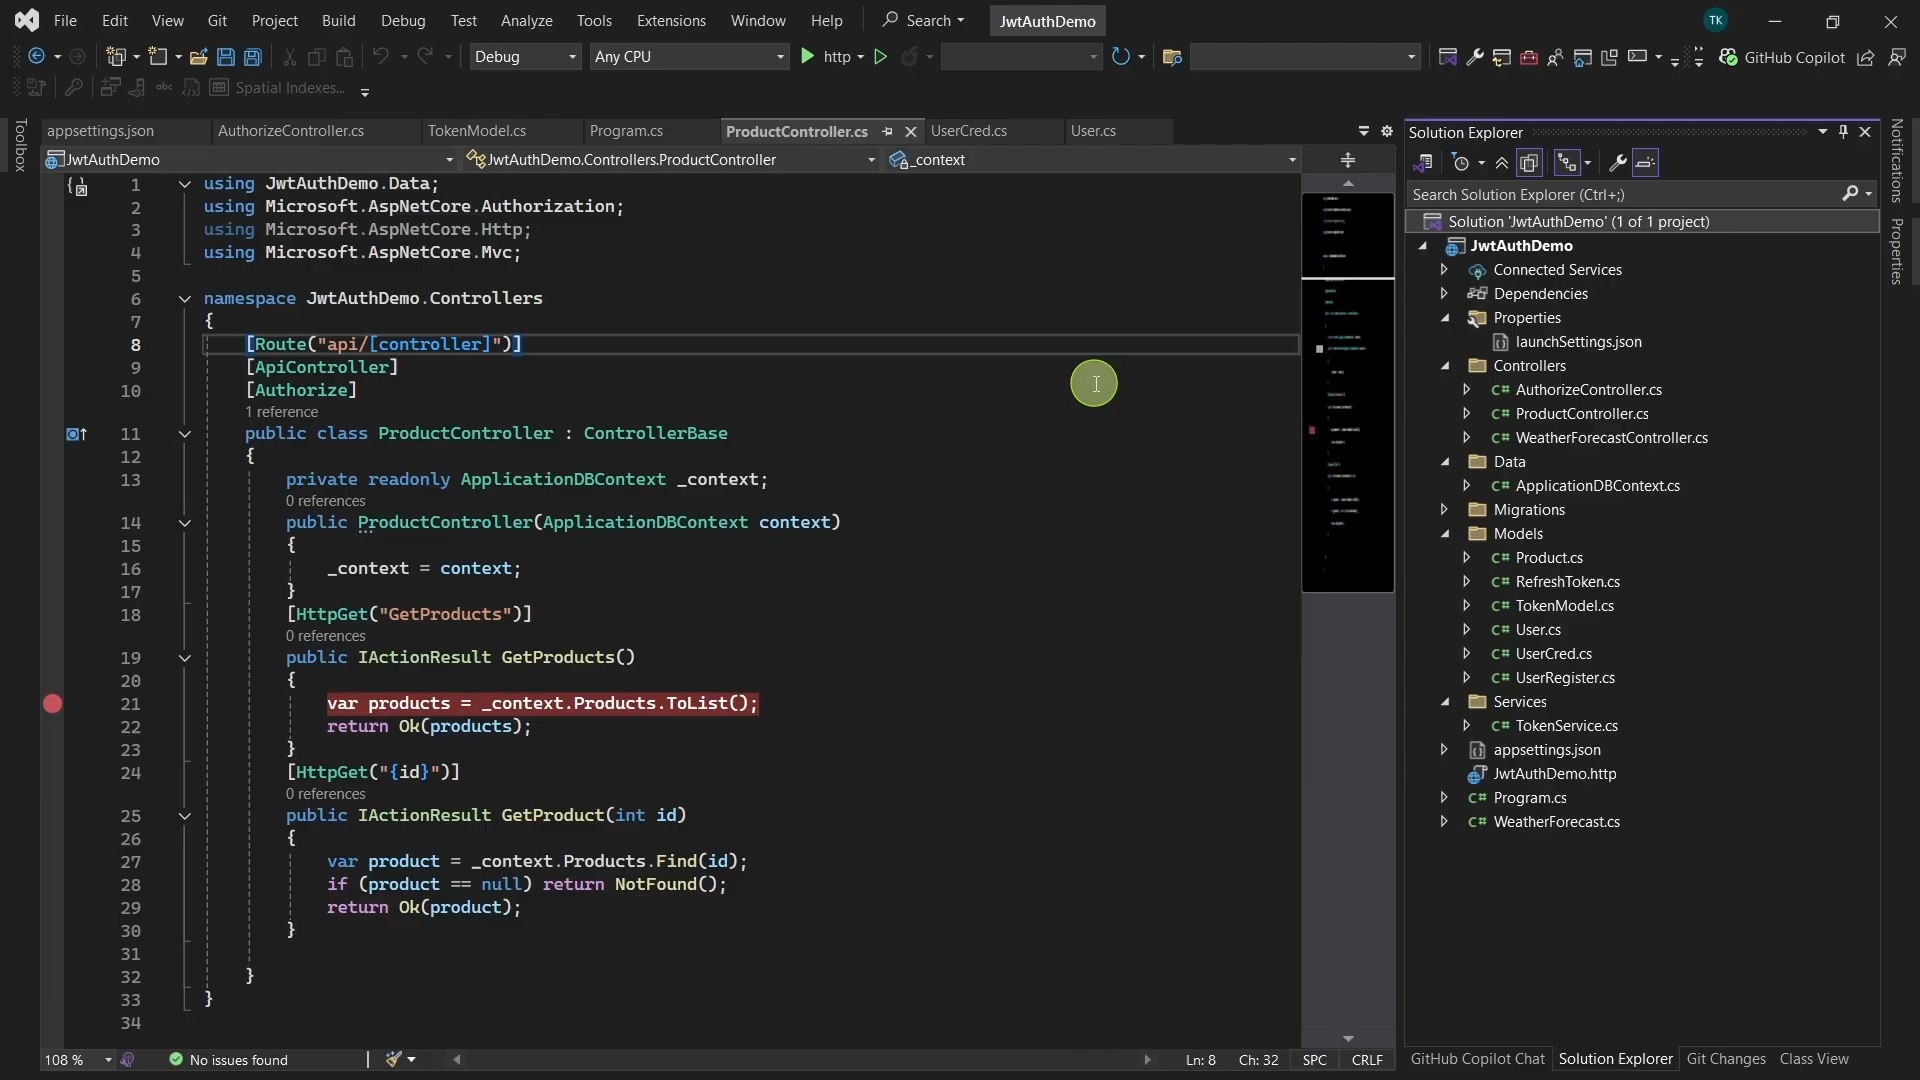 File Edit View Git Project Build Debug Test Analyze Tools Extensions Window Help Search JwtAuthDemo TK
Debug Any CPU http GitHub Copilot
abc Spatial Indexes...
Toolbox
appsettings.json AuthorizeController.cs TokenModel.cs Program.cs ProductController.cs UserCred.cs User.cs
JwtAuthDemo JwtAuthDemo.Controllers.ProductController _context
1 using JwtAuthDemo.Data;
2 using Microsoft.AspNetCore.Authorization;
3 using Microsoft.AspNetCore.Http;
4 using Microsoft.AspNetCore.Mvc;
5
6 namespace JwtAuthDemo.Controllers
7 {
8 [Route("api/[controller]")]
9 [ApiController]
10 [Authorize]
1 reference
11 public class ProductController : ControllerBase
12 {
13 private readonly ApplicationDBContext _context;
0 references
14 public ProductController(ApplicationDBContext context)
15 {
16 _context = context;
17 }
18 [HttpGet("GetProducts")]
0 references
19 public IActionResult GetProducts()
20 {
21 var products = _context.Products.ToList();
22 return Ok(products);
23 }
24 [HttpGet("{id}")]
0 references
25 public IActionResult GetProduct(int id)
26 {
27 var product = _context.Products.Find(id);
28 if (product == null) return NotFound();
29 return Ok(product);
30 }
31
32 }
33 }
34
108 % No issues found Ln: 8 Ch: 32 SPC CRLF
Solution Explorer
Search Solution Explorer (Ctrl+;)
Solution 'JwtAuthDemo' (1 of 1 project)
JwtAuthDemo
Connected Services
Dependencies
Properties
launchSettings.json
Controllers
C# AuthorizeController.cs
C# ProductController.cs
C# WeatherForecastController.cs
Data
C# ApplicationDBContext.cs
Migrations
Models
C# Product.cs
C# RefreshToken.cs
C# TokenModel.cs
C# User.cs
C# UserCred.cs
C# UserRegister.cs
Services
C# TokenService.cs
appsettings.json
JwtAuthDemo.http
C# Program.cs
C# WeatherForecast.cs
GitHub Copilot Chat Solution Explorer Git Changes Class View
Notifications
Properties